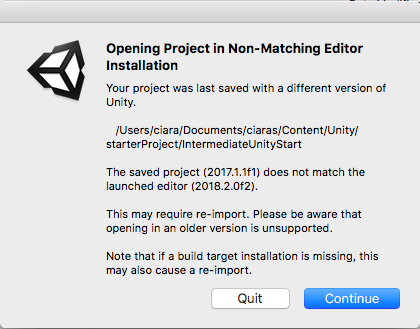 Opening Project in Non-Matching Editor
Installation
Your project was last saved with a different version of
Unity.
/Users/ciara/Documents/ciaras/Content/Unity/
starterProject/IntermediateUnityStart
The saved project (2017.1.1f1) does not match the
launched editor (2018.2.0f2).
This may require re-import. Please be aware that
opening in an older version is unsupported.
Note that if a build target installation is missing, this
may also cause a re-import.
Quit
Continue